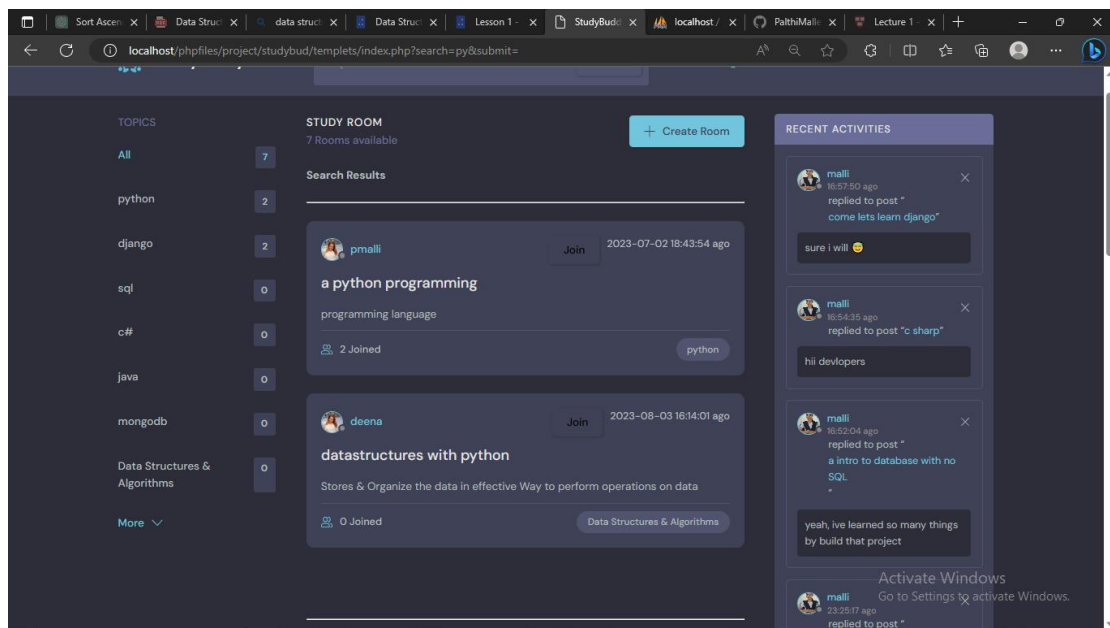 Sort Ascen
Data Struct
data struct
Data Struct
Lesson 1 -
StudyBudd
localhost /
PalthiMalle
Lecture 1 -
localhost/phpfiles/project/studybud/templets/index.php?search=py&submit=
TOPICS
All 7
python 2
django 2
sql 0
c# 0
java 0
mongodb 0
Data Structures & 0
Algorithms
More
STUDY ROOM
7 Rooms available
+ Create Room
Search Results
pmalli
Join
2023-07-02 18:43:54 ago
a python programming
programming language
2 Joined
python
deena
Join
2023-08-03 16:14:01 ago
datastructures with python
Stores & Organize the data in effective Way to perform operations on data
0 Joined
Data Structures & Algorithms
RECENT ACTIVITIES
malli
16:57:50 ago
replied to post "
come lets learn django"
sure i will 😅
malli
16:54:35 ago
replied to post "c sharp"
hii devlopers
malli
16:52:04 ago
replied to post "
a intro to database with no
SQL
"
yeah, ive learned so many things
by build that project
malli
23:25:17 ago
replied to post "
Activate Windows
Go to Settings to activate Windows.